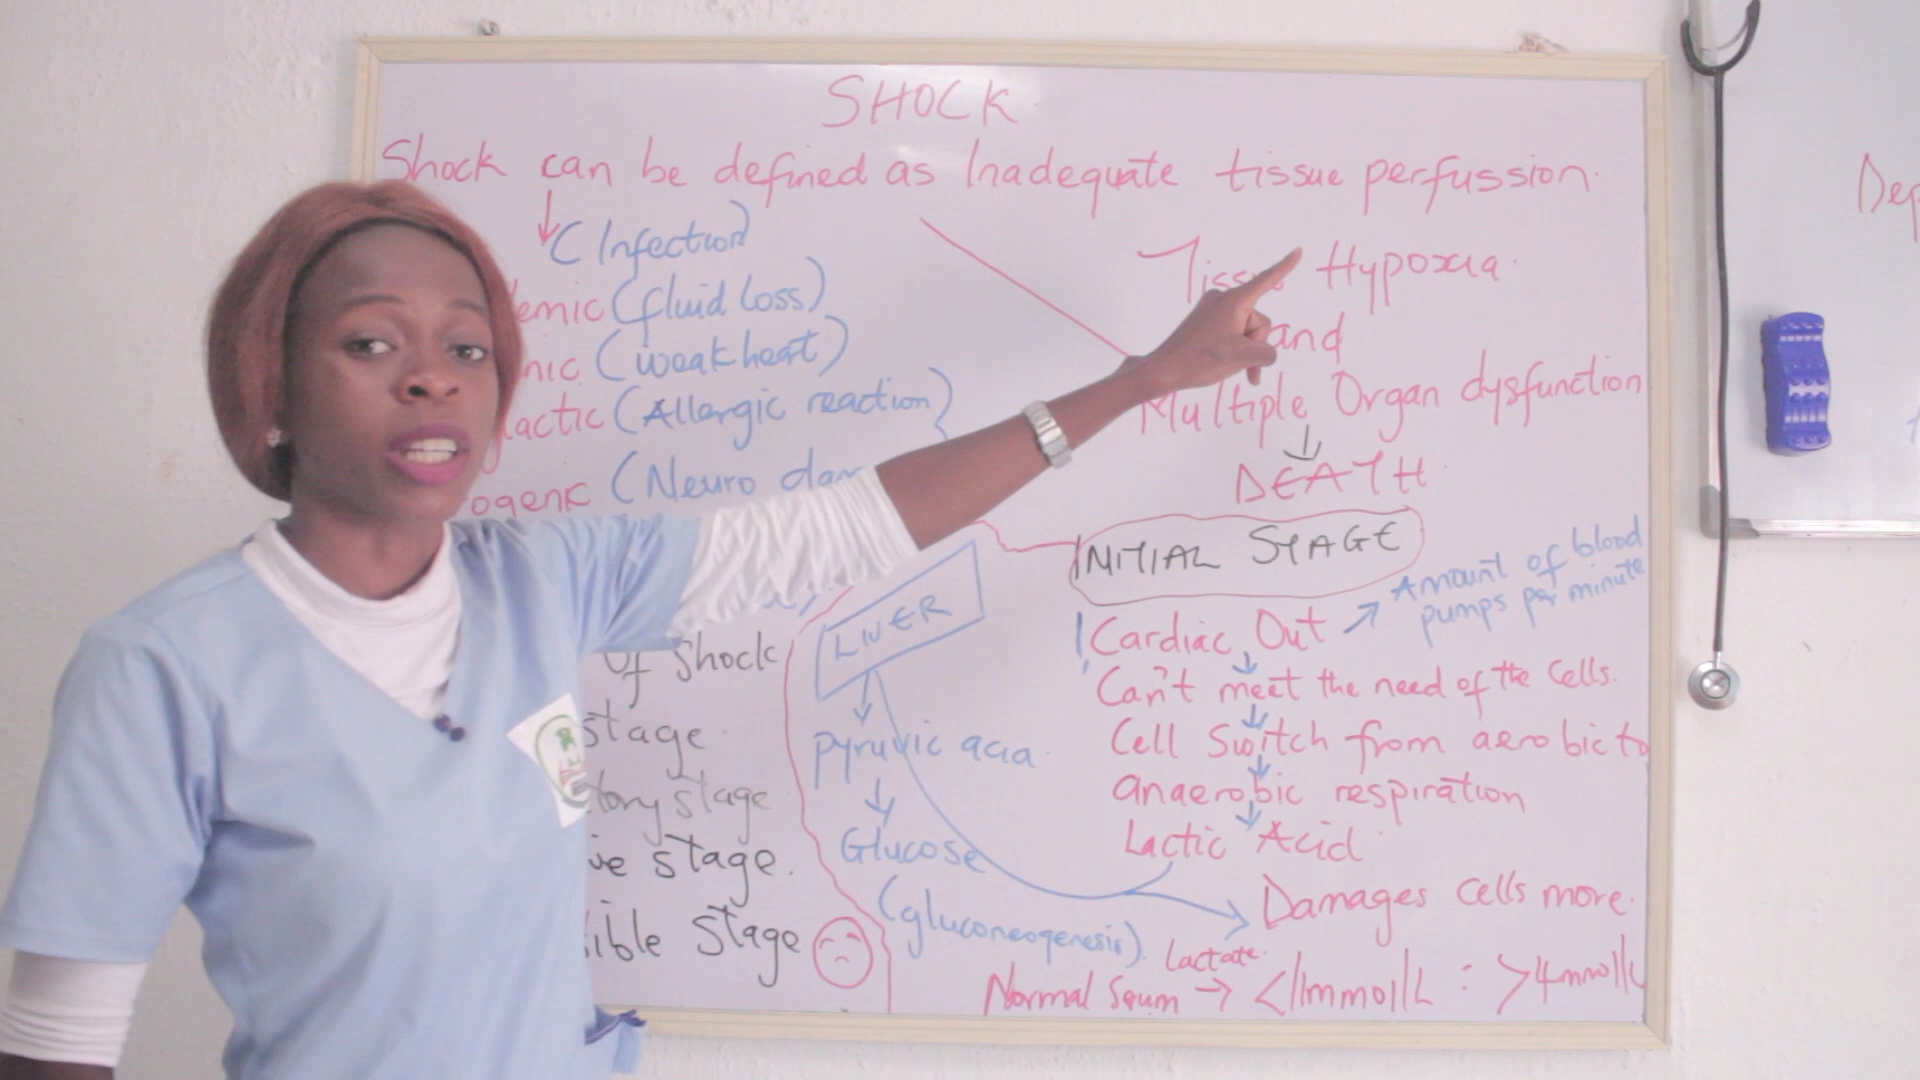 SHOCK
Shock can be defined as Inadequate tissue perfussion.
(Infection)
emic (fluid loss)
nic (weak heat)
lactic (Allergic reaction)
ogenic (Neuro dam
Tissue Hypoxia.
and
Multiple Organ dysfunction
DEATH
Of Shock
stage.
tory stage
ive stage.
ible Stage
LIVER
pyruvic acid.
Glucose
(gluconeogenesis).
INITIAL STAGE
Cardiac Out
Amount of blood
pumps per minute
Can't meet the need of the Cells.
Cell Switch from aerobic to
anaerobic respiration
Lactic Acid.
Damages Cells more.
lactate.
Normal Serum → <1mmol/L : >4mmol/L
Dep